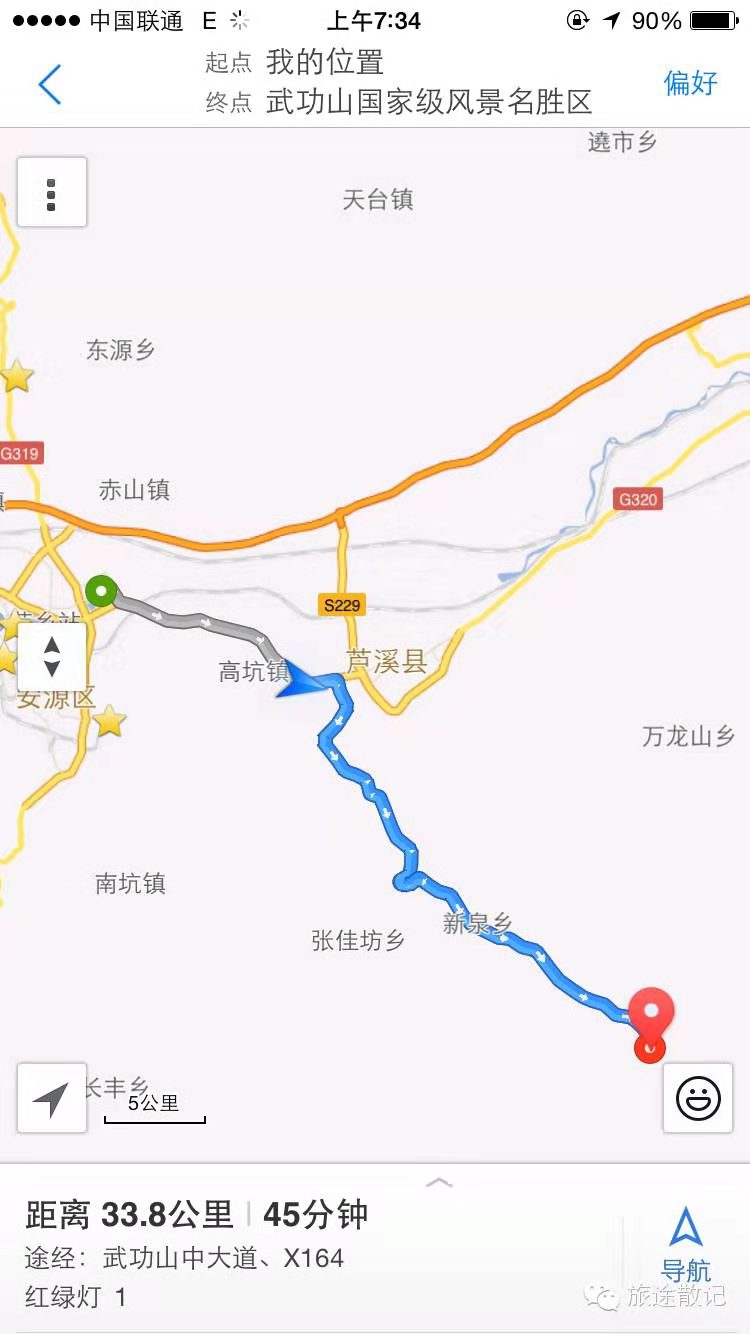 中国联通 E 上午7:34 90%
起点 我的位置
终点 武功山国家级风景名胜区
偏好
遶市乡
天台镇
东源乡
G319
赤山镇
G320
S229
高坑镇
芦溪县
安源区
万龙山乡
南坑镇
张佳坊乡
新泉乡
长丰乡
5公里
距离 33.8公里 45分钟
途经：武功山中大道、X164
红绿灯 1
导航
旅途散记